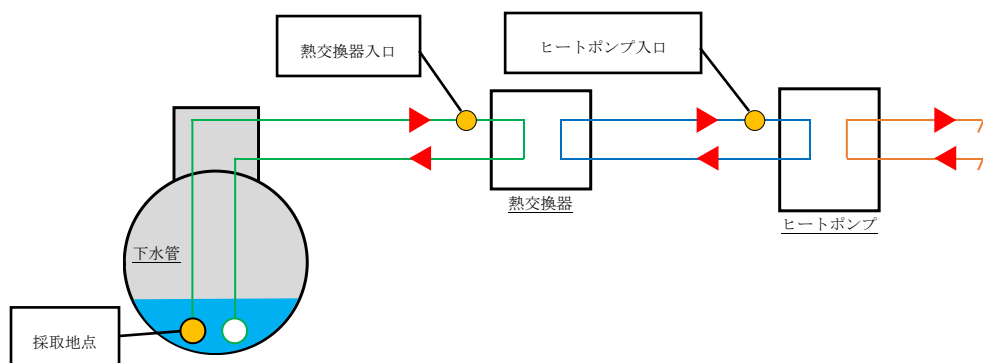 熱交換器入口
ヒートポンプ入口
熱交換器
ヒートポンプ
下水管
採取地点